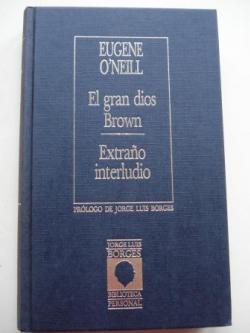 EUGENE
O'NEILL
El gran dios
Brown
Extraño
interludio
PRÓLOGO DE JORGE LUIS BORGES
JORGE LUIS
BORGES
BIBLIOTECA
PERSONAL